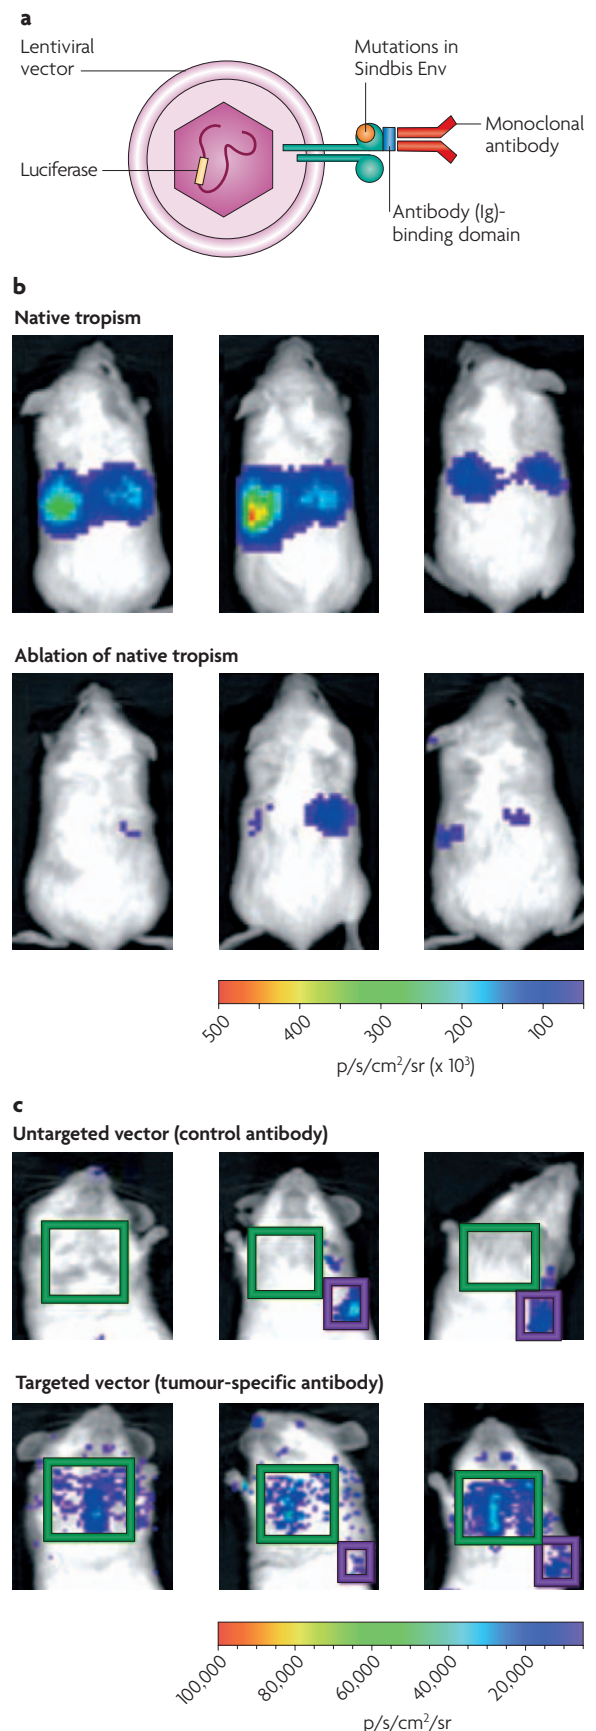 a
Lentiviral
vector
Mutations in
Sindbis Env
Monoclonal
antibody
Luciferase
Antibody (Ig)-
binding domain
b
Native tropism
Ablation of native tropism
500
400
300
200
100
p/s/cm²/sr (x 10³)
c
Untargeted vector (control antibody)
Targeted vector (tumour-specific antibody)
100,000
80,000
60,000
40,000
20,000
p/s/cm²/sr